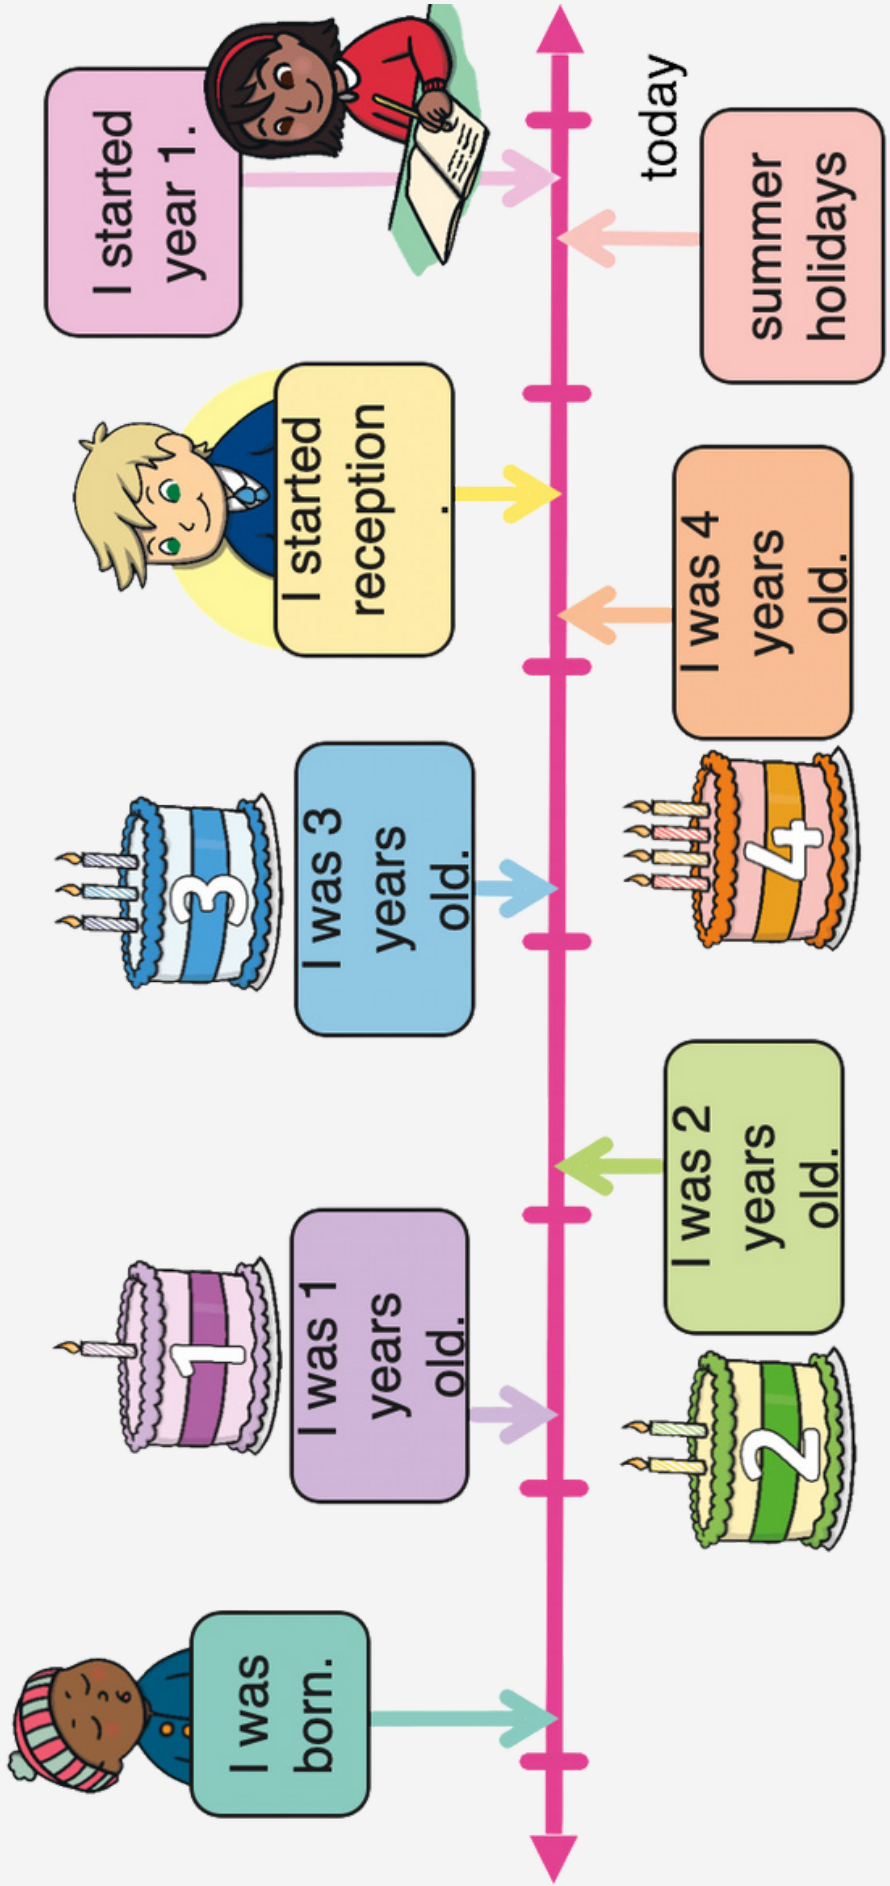 I was
born.
I was 1
years
old.
1
I was 2
years
old.
2
I was 3
years
old.
3
I was 4
years
old.
4
I started
reception
.
summer
holidays
I started
year 1.
today